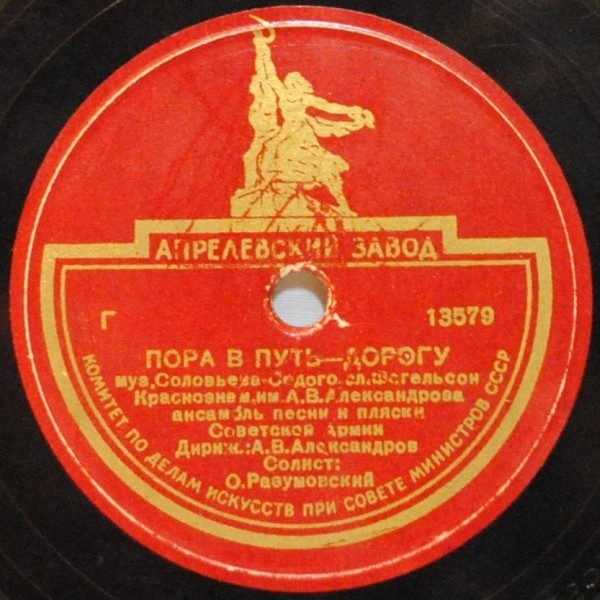 АПРЕЛЕВСКИЙ ЗАВОД
Г 13579
ПОРА В ПУТЬ—ДОРОГУ
муз. Соловьева-Седого. сл. Фогельсон
Краснознам. им. А. В. Александрова
ансамбль песни и пляски
Советской Армии
Дириж.: А. В. Александров
Солист:
О. Разумовский
КОМИТЕТ ПО ДЕЛАМ ИСКУССТВ ПРИ СОВЕТЕ МИНИСТРОВ СССР